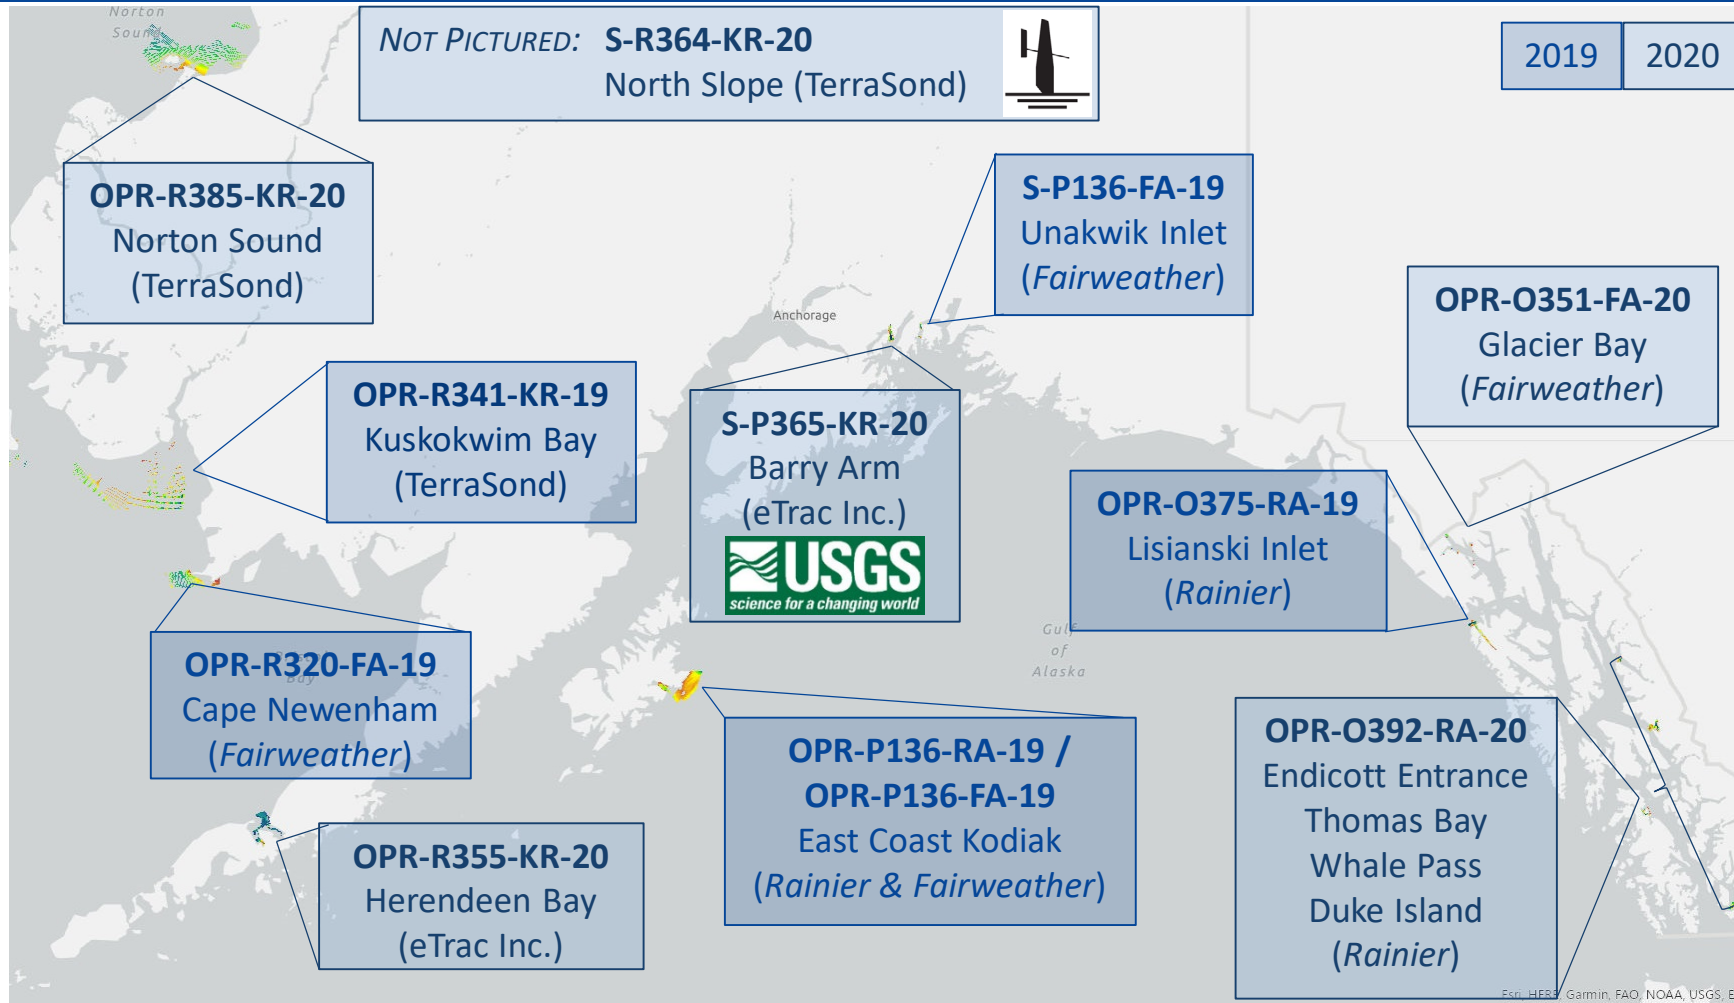 Norton
Sound
NOT PICTURED: S-R364-KR-20
North Slope (TerraSond)
2019 2020
OPR-R385-KR-20
Norton Sound
(TerraSond)
S-P136-FA-19
Unakwik Inlet
(Fairweather)
OPR-O351-FA-20
Glacier Bay
(Fairweather)
Anchorage
OPR-R341-KR-19
Kuskokwim Bay
(TerraSond)
S-P365-KR-20
Barry Arm
(eTrac Inc.)
USGS
science for a changing world
OPR-O375-RA-19
Lisianski Inlet
(Rainier)
Gulf
of
Alaska
OPR-R320-FA-19
Bay
Cape Newenham
(Fairweather)
OPR-P136-RA-19 /
OPR-P136-FA-19
East Coast Kodiak
(Rainier & Fairweather)
OPR-O392-RA-20
Endicott Entrance
Thomas Bay
Whale Pass
Duke Island
(Rainier)
OPR-R355-KR-20
Herendeen Bay
(eTrac Inc.)
Esri, HERE, Garmin, FAO, NOAA, USGS, E